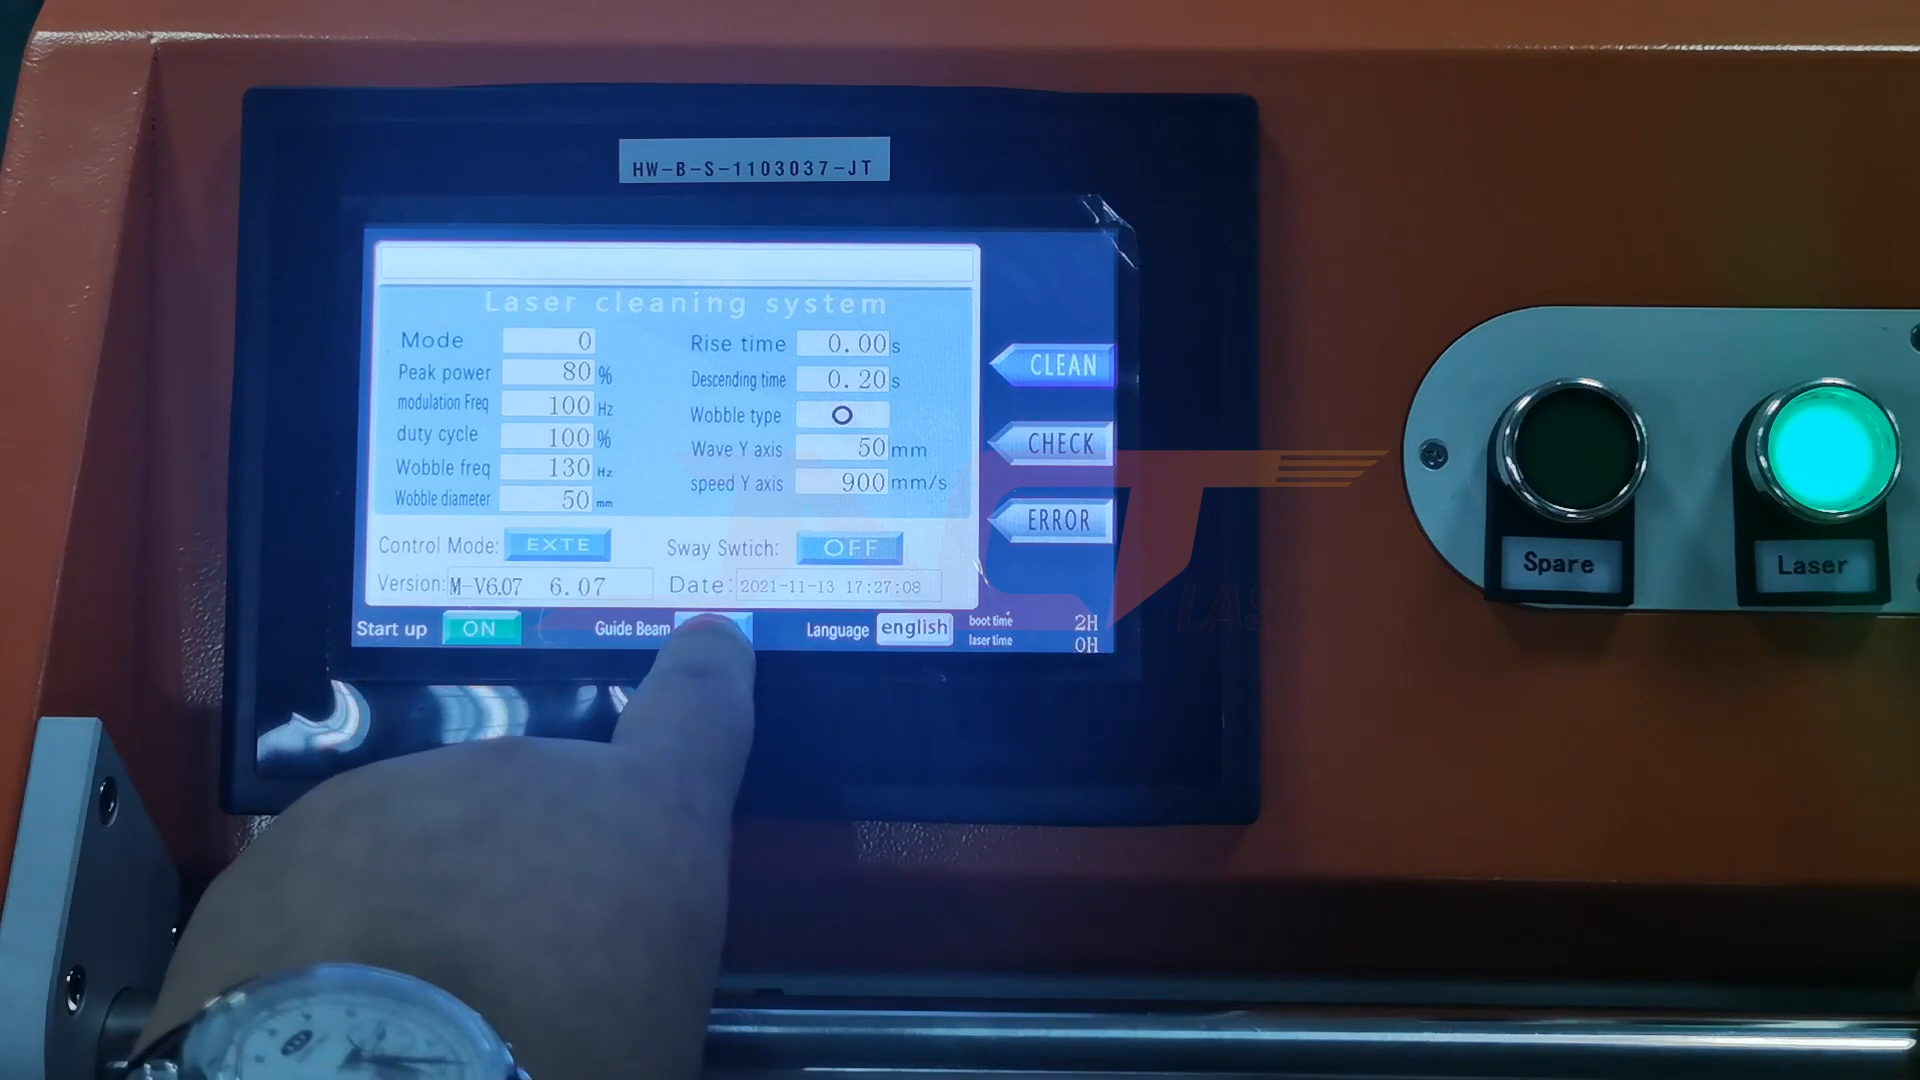 HW-B-S-1103037-JT
Laser cleaning system
Mode 0
Peak power 80 %
modulation Freq 100 Hz
duty cycle 100 %
Wobble freq 130 Hz
Wobble diameter 50 mm
Rise time 0.00 s
Descending time 0.20 s
Wobble type
Wave Y axis 50 mm
speed Y axis 900 mm/s
Control Mode: EXTE
Sway Swtich: OFF
Version: M-V6.07 6.07
Date: 2021-11-13 17:27:08
Start up ON
Guide Beam
Language english
boot time 2H
laser time 0H
CLEAN
CHECK
ERROR
Spare
Laser